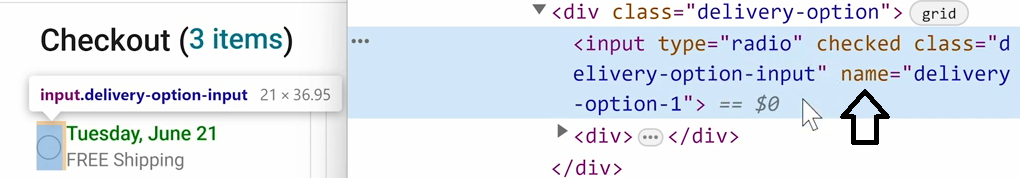 Checkout (3 items)
input.delivery-option-input 21 × 36.95
Tuesday, June 21
FREE Shipping
<div class="delivery-option"> grid
<input type="radio" checked class="d
elivery-option-input" name="delivery
-option-1"> == $0
<div> ••• </div>
</div>